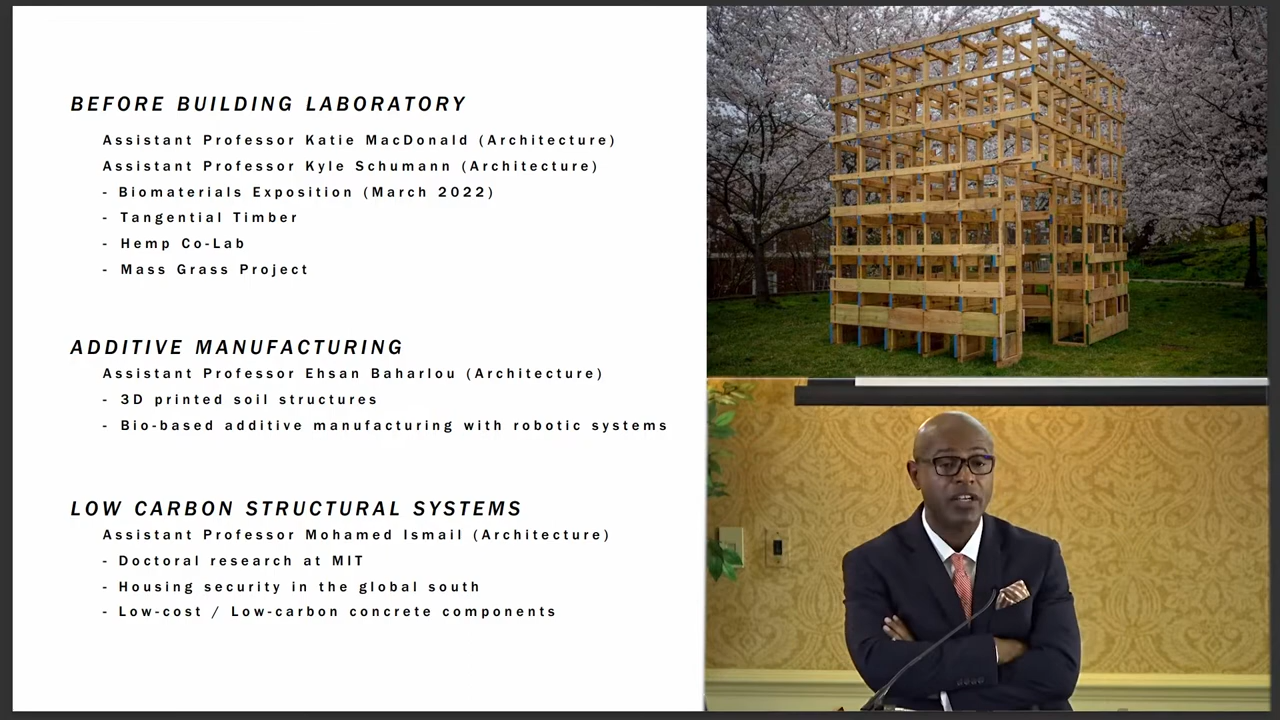 BEFORE BUILDING LABORATORY
Assistant Professor Katie MacDonald (Architecture)
Assistant Professor Kyle Schumann (Architecture)
- Biomaterials Exposition (March 2022)
- Tangential Timber
- Hemp Co-Lab
- Mass Grass Project
ADDITIVE MANUFACTURING
Assistant Professor Ehsan Baharlou (Architecture)
- 3D printed soil structures
- Bio-based additive manufacturing with robotic systems
LOW CARBON STRUCTURAL SYSTEMS
Assistant Professor Mohamed Ismail (Architecture)
- Doctoral research at MIT
- Housing security in the global south
- Low-cost / Low-carbon concrete components